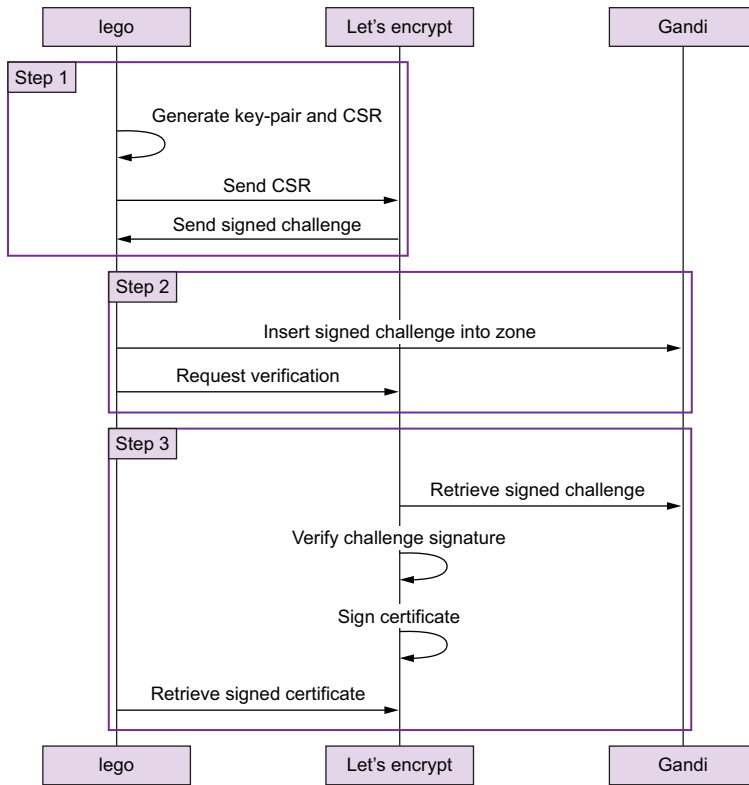 lego
Let's encrypt
Gandi
Step 1
Generate key-pair and CSR
Send CSR
Send signed challenge
Step 2
Insert signed challenge into zone
Request verification
Step 3
Retrieve signed challenge
Verify challenge signature
Sign certificate
Retrieve signed certificate
lego
Let's encrypt
Gandi